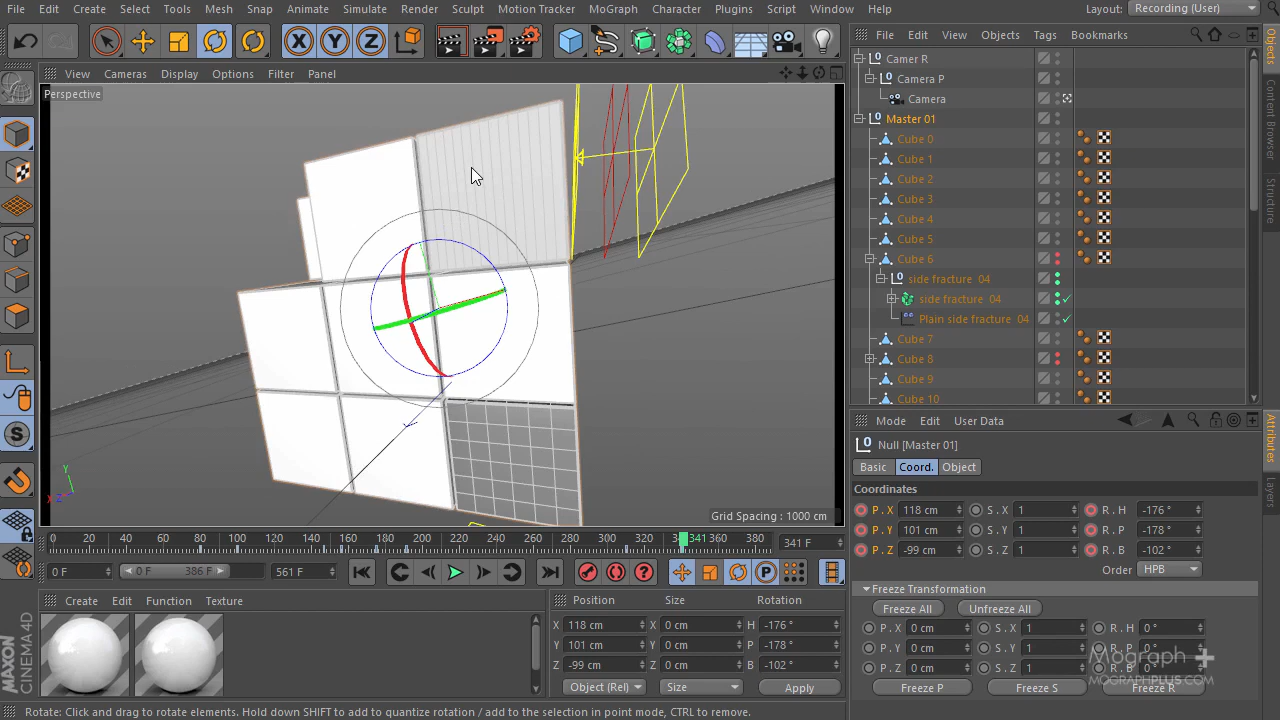 File Edit Create Select Tools Mesh Snap Animate Simulate Render Sculpt Motion Tracker MoGraph Character Plugins Script Window Help Layout: Recording (User)
X Y Z
View Cameras Display Options Filter Panel
Perspective
Grid Spacing : 1000 cm
File Edit View Objects Tags Bookmarks
Camer R
Camera P
Camera
Master 01
Cube 0
Cube 1
Cube 2
Cube 3
Cube 4
Cube 5
Cube 6
side fracture 04
side fracture 04
Plain side fracture 04
Cube 7
Cube 8
Cube 9
Cube 10
Objects
Content Browser
Attributes
Layers
Mode Edit User Data
Null [Master 01]
Basic Coord. Object
Coordinates
P . X 118 cm S . X 1 R . H -176 °
P . Y 101 cm S . Y 1 R . P -178 °
P . Z -99 cm S . Z 1 R . B -102 °
Order HPB
Freeze Transformation
Freeze All Unfreeze All
P . X 0 cm S . X 1 R . H 0 °
P . Y 0 cm S . Y 1 R . P 0 °
P . Z 0 cm S . Z 1 R . B 0 °
Freeze P Freeze S Freeze R
Mograph +
MOGRAPHPLUS.COM
Y
X Z
0 20 40 60 80 100 120 140 160 180 200 220 240 260 280 300 320 341 360 380 341 F
0 F 0 F 386 F 561 F
Create Edit Function Texture
Position Size Rotation
X 118 cm X 0 cm H -176 °
Y 101 cm Y 0 cm P -178 °
Z -99 cm Z 0 cm B -102 °
Object (Rel) Size Apply
MAXON
CINEMA 4D
Rotate: Click and drag to rotate elements. Hold down SHIFT to add to quantize rotation / add to the selection in point mode, CTRL to remove.